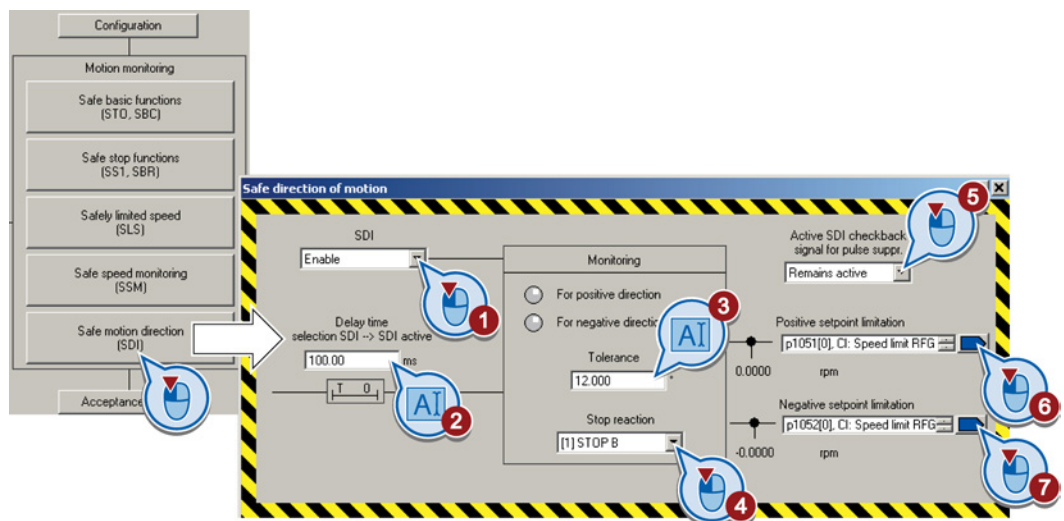 Configuration
Motion monitoring
Safe basic functions
(STO, SBC)
Safe stop functions
(SS1, SBR)
Safely limited speed
(SLS)
Safe speed monitoring
(SSM)
Safe motion direction
(SDI)
Acceptance
Safe direction of motion
SDI
Enable
1
Delay time
selection SDI --> SDI active
100.00 ms
T 0
AI
2
Monitoring
For positive direction
For negative direction
AI
3
Tolerance
12.000 °
Stop reaction
[1] STOP B
4
Active SDI checkback
signal for pulse suppr.
Remains active
5
Positive setpoint limitation
p1051[0], CI: Speed limit RFG
0.0000 rpm
6
Negative setpoint limitation
p1052[0], CI: Speed limit RFG
-0.0000 rpm
7